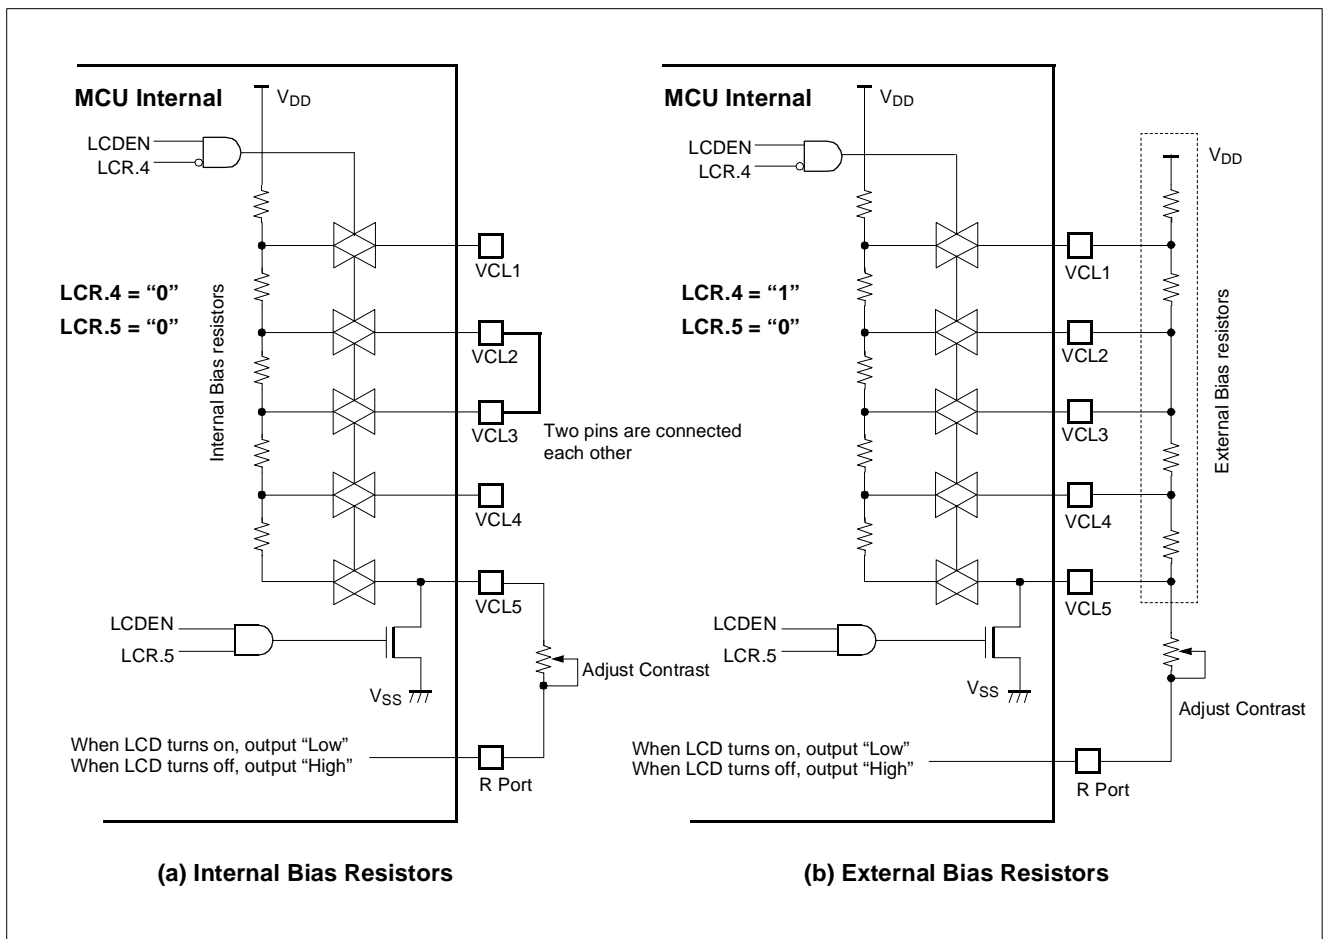 MCU Internal
VDD
LCDEN
LCR.4
VCL1
LCR.4 = “0”
LCR.5 = “0”
Internal Bias resistors
VCL2
VCL3
Two pins are connected
each other
VCL4
VCL5
LCDEN
LCR.5
Adjust Contrast
VSS
When LCD turns on, output “Low”
When LCD turns off, output “High”
R Port
(a) Internal Bias Resistors
MCU Internal
VDD
LCDEN
LCR.4
VDD
VCL1
LCR.4 = “1”
LCR.5 = “0”
VCL2
External Bias resistors
VCL3
VCL4
VCL5
LCDEN
LCR.5
VSS
Adjust Contrast
When LCD turns on, output “Low”
When LCD turns off, output “High”
R Port
(b) External Bias Resistors